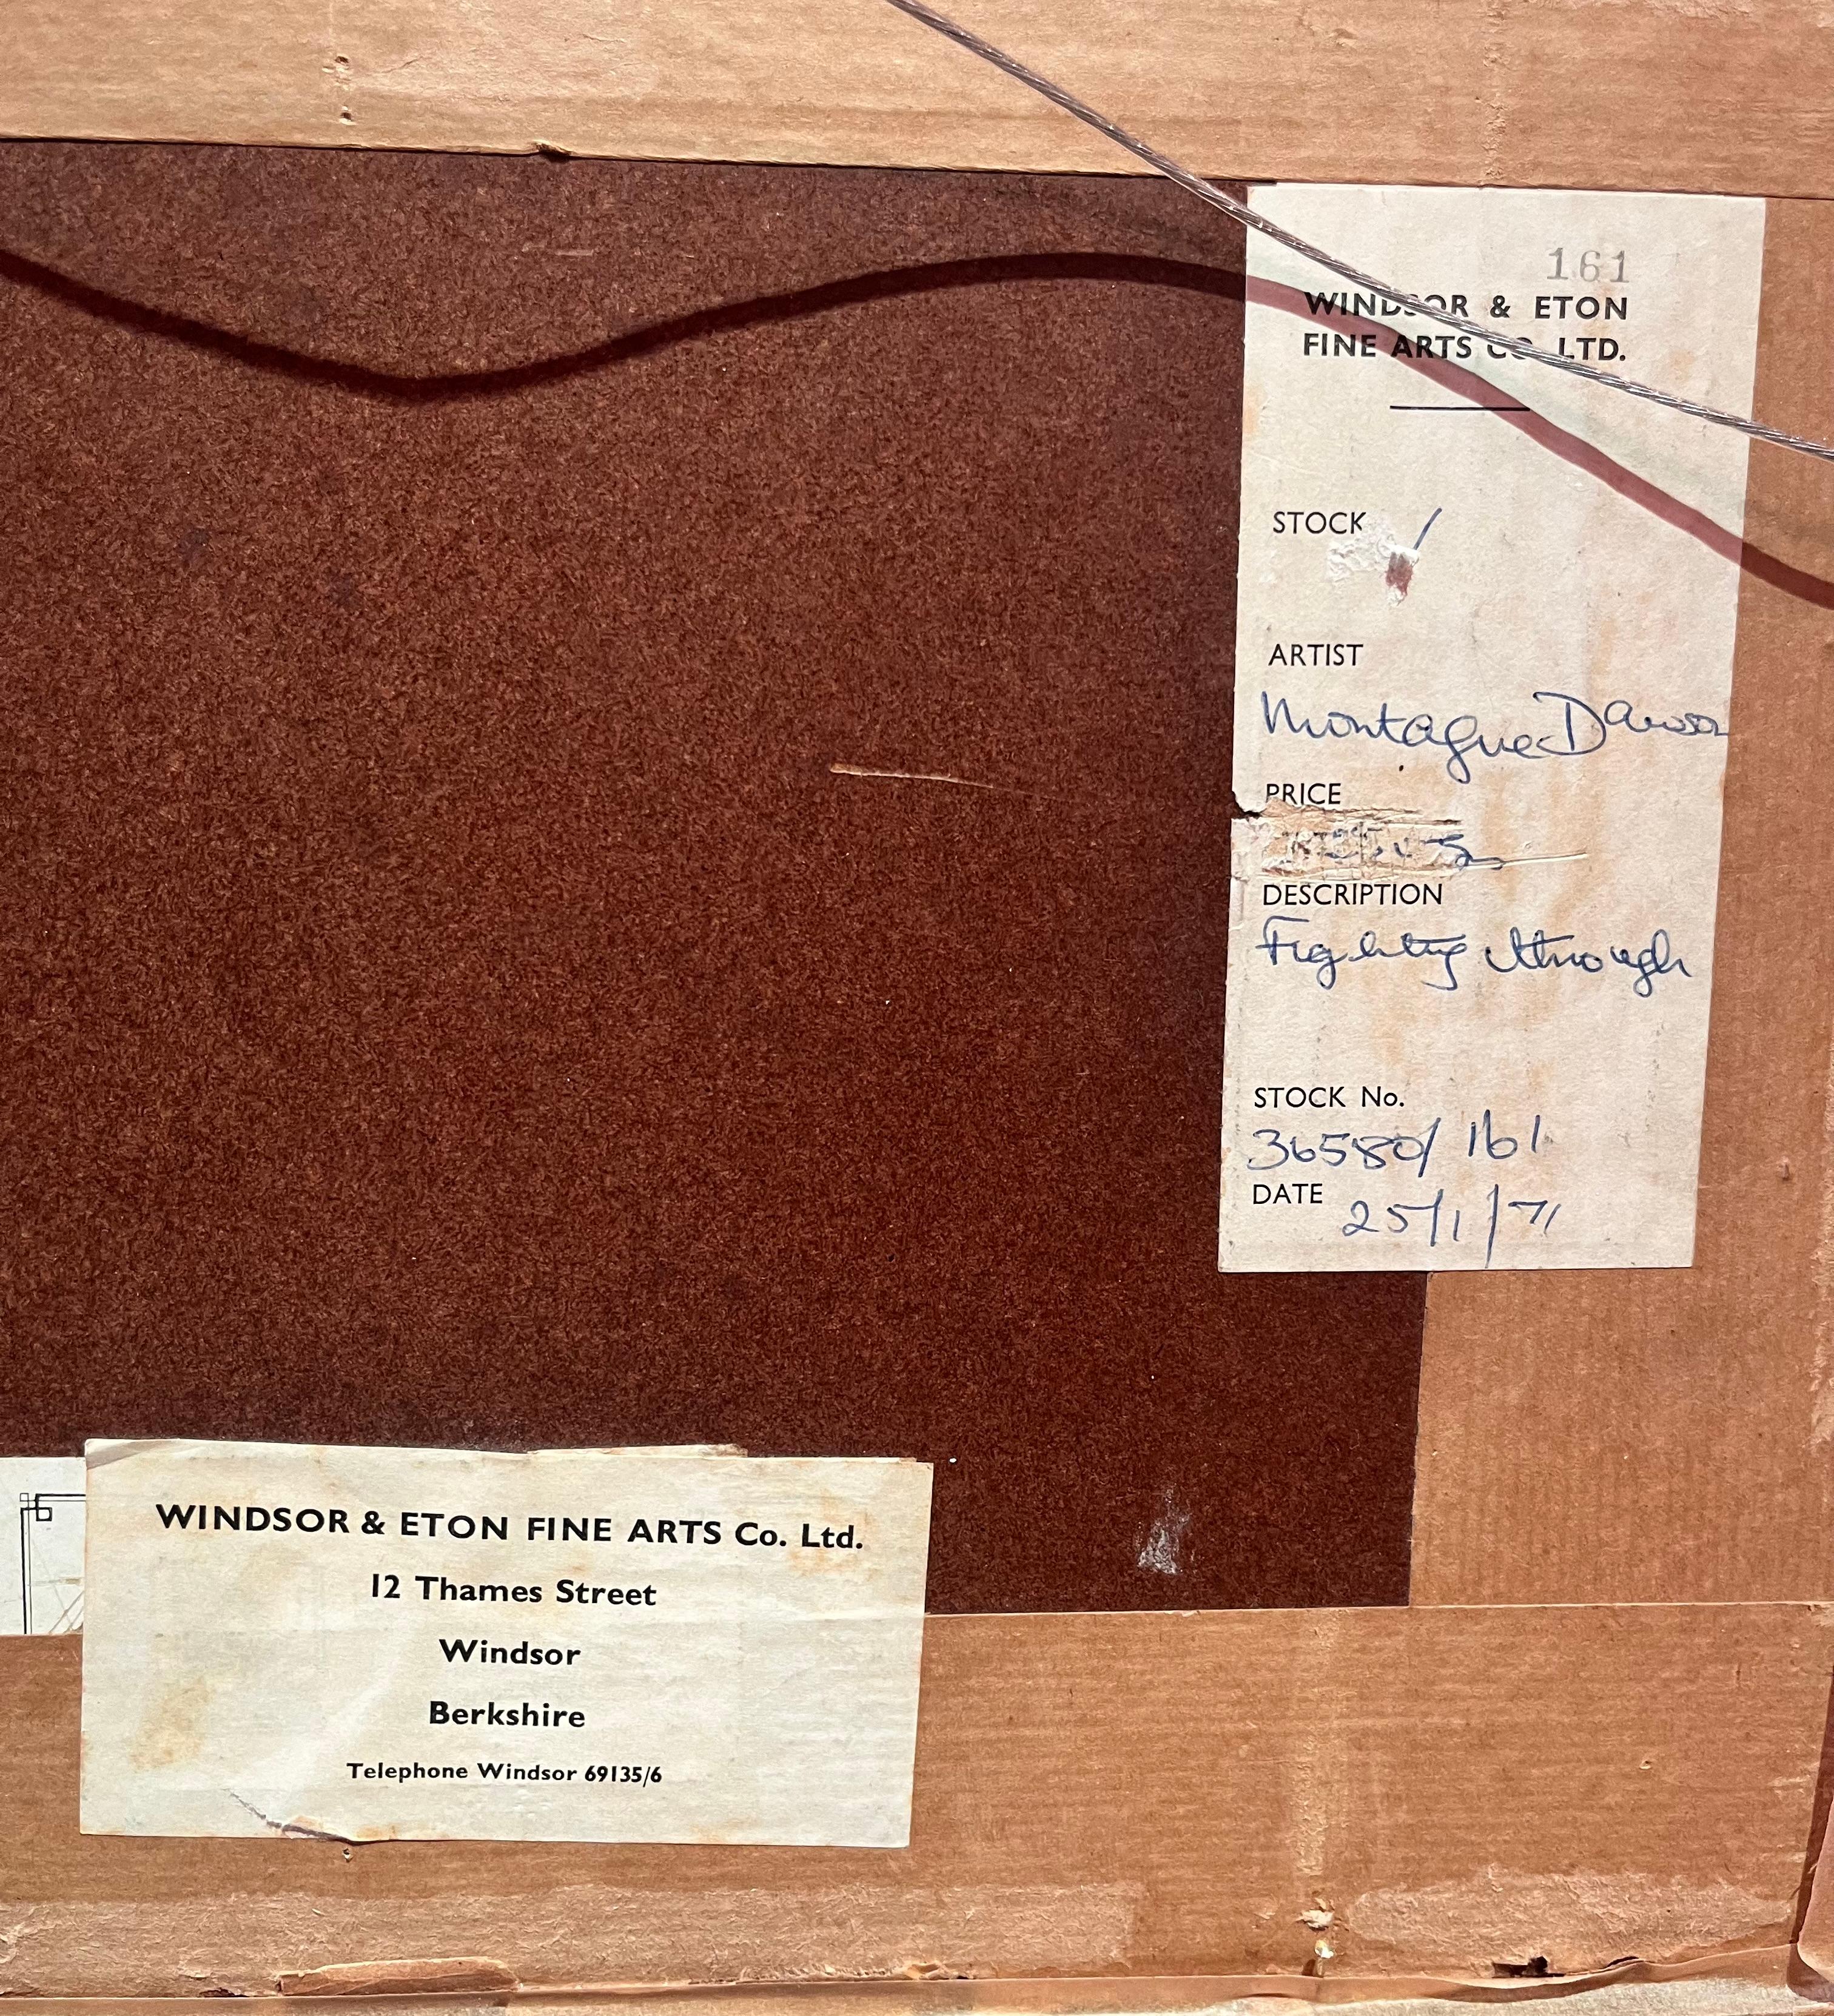 161
WINDSOR & ETON
FINE ARTS CO. LTD.
STOCK
ARTIST
Montague Dawson
PRICE
DESCRIPTION
Fighting through
STOCK No.
36580/ 161
DATE 25/1/71
WINDSOR & ETON FINE ARTS Co. Ltd.
12 Thames Street
Windsor
Berkshire
Telephone Windsor 69135/6